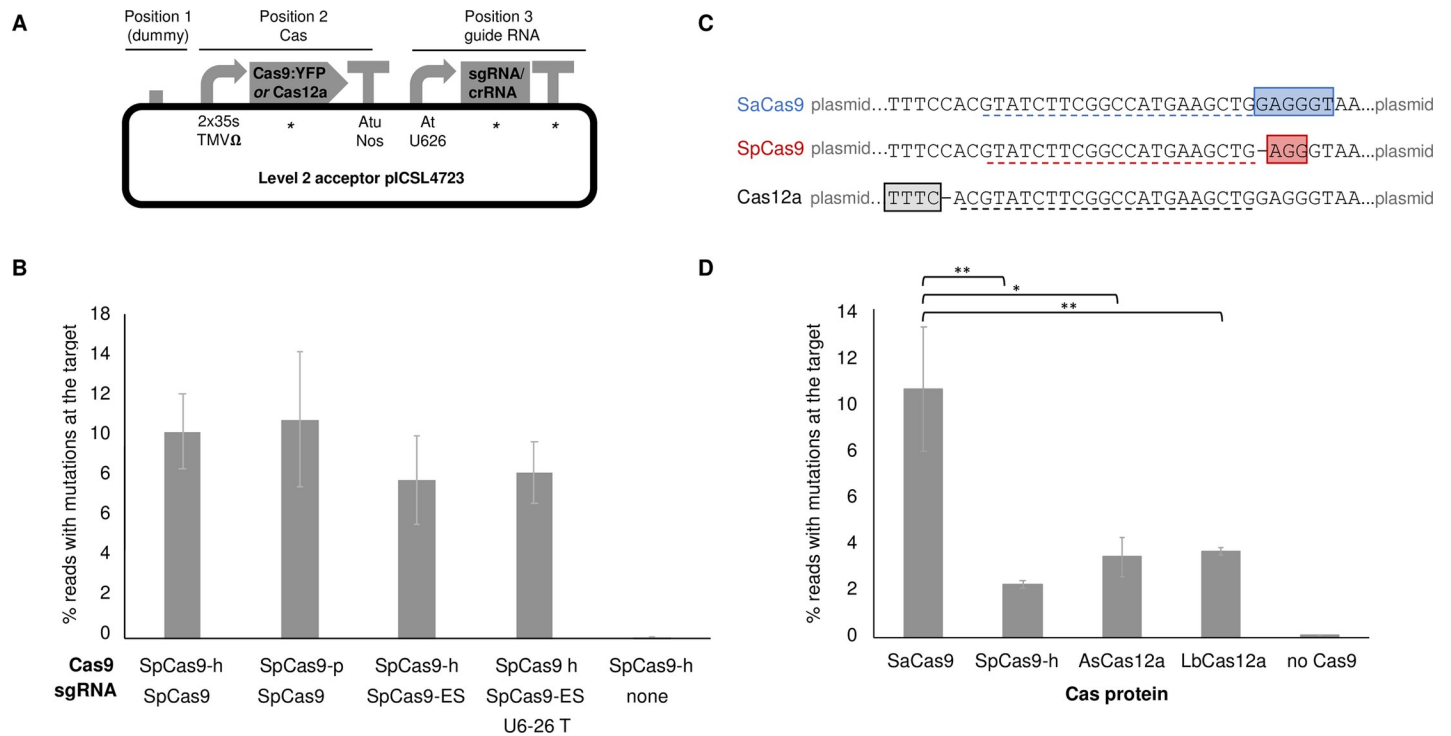 A
Position 1
(dummy)
Position 2
Cas
Position 3
guide RNA
Cas9:YFP
or Cas12a
sgRNA/
crRNA
2x35s
TMVΩ
*
Atu
Nos
At
U626
*
*
Level 2 acceptor pICSL4723
B
% reads with mutations at the target
18
14
12
10
6
6
4
2
0
Cas9 SpCas9-h SpCas9-p SpCas9-h SpCas9 h SpCas9-h
sgRNA SpCas9 SpCas9 SpCas9-ES SpCas9-ES none
U6-26 T
C
SaCas9 plasmid...TTTCCACGTATCTTCGGCCATGAAGCTGGAGGGTAA...plasmid
SpCas9 plasmid...TTTCCACGTATCTTCGGCCATGAAGCTG-AGGGTAA...plasmid
Cas12a plasmid..TTTC-ACGTATCTTCGGCCATGAAGCTGGAGGGTAA...plasmid
D
**
*
**
% reads with mutations at the target
14
12
10
6
6
4
2
0
SaCas9 SpCas9-h AsCas12a LbCas12a no Cas9
Cas protein